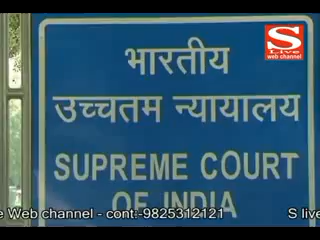 S
Live
web channel
भारतीय
उच्चतम न्यायालय
SUPREME COURT
OF INDIA
e Web channel - cont:-9825312121 S live